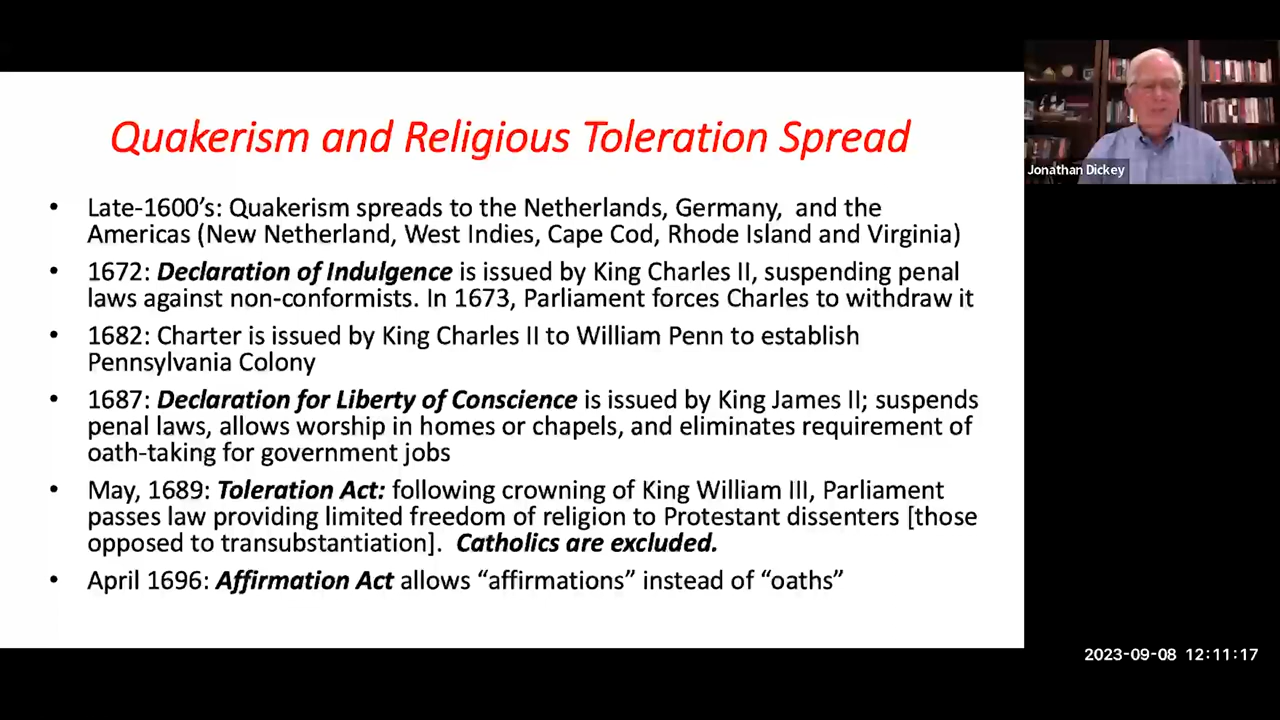 Quakerism and Religious Toleration Spread
• Late-1600’s: Quakerism spreads to the Netherlands, Germany,  and the
Americas (New Netherland, West Indies, Cape Cod, Rhode Island and Virginia)
• 1672: Declaration of Indulgence is issued by King Charles II, suspending penal
laws against non-conformists. In 1673, Parliament forces Charles to withdraw it
• 1682: Charter is issued by King Charles II to William Penn to establish
Pennsylvania Colony
• 1687: Declaration for Liberty of Conscience is issued by King James II; suspends
penal laws, allows worship in homes or chapels, and eliminates requirement of
oath-taking for government jobs
• May, 1689: Toleration Act: following crowning of King William III, Parliament
passes law providing limited freedom of religion to Protestant dissenters [those
opposed to transubstantiation].  Catholics are excluded.
• April 1696: Affirmation Act allows “affirmations” instead of “oaths”
Jonathan Dickey
2023-09-08 12:11:17